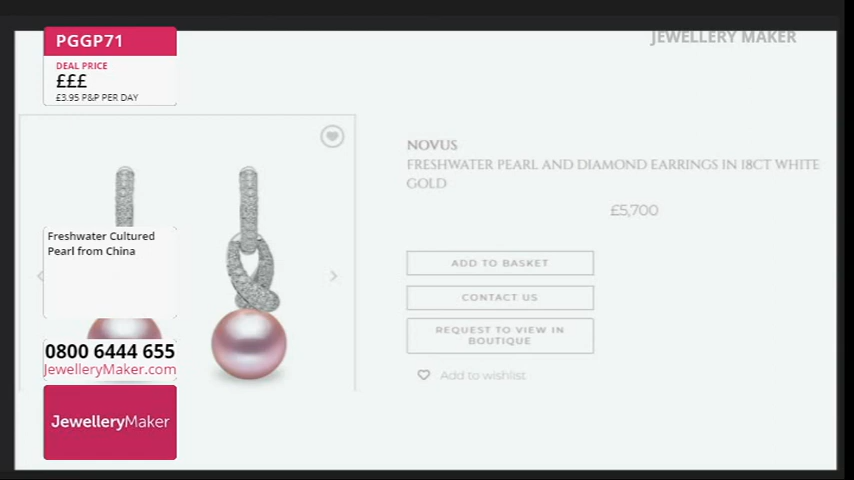 PGGP71
DEAL PRICE
£££
£3.95 P&P PER DAY
JEWELLERY MAKER
NOVUS
FRESHWATER PEARL AND DIAMOND EARRINGS IN 18CT WHITE
GOLD
£5,700
Freshwater Cultured
Pearl from China
ADD TO BASKET
CONTACT US
REQUEST TO VIEW IN
BOUTIQUE
Add to wishlist
0800 6444 655
JewelleryMaker.com
JewelleryMaker